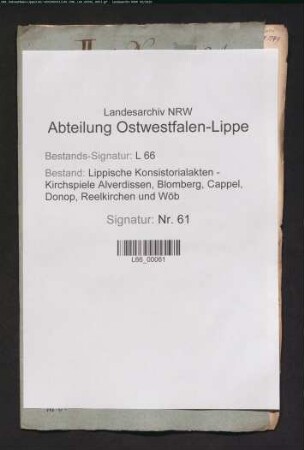 Landesarchiv NRW
Abteilung Ostwestfalen-Lippe
Bestands-Signatur: L 66
Bestand: Lippische Konsistorialakten -
Kirchspiele Alverdissen, Blomberg, Cappel,
Donop, Reelkirchen und Wöb
Signatur: Nr. 61
L66_00061